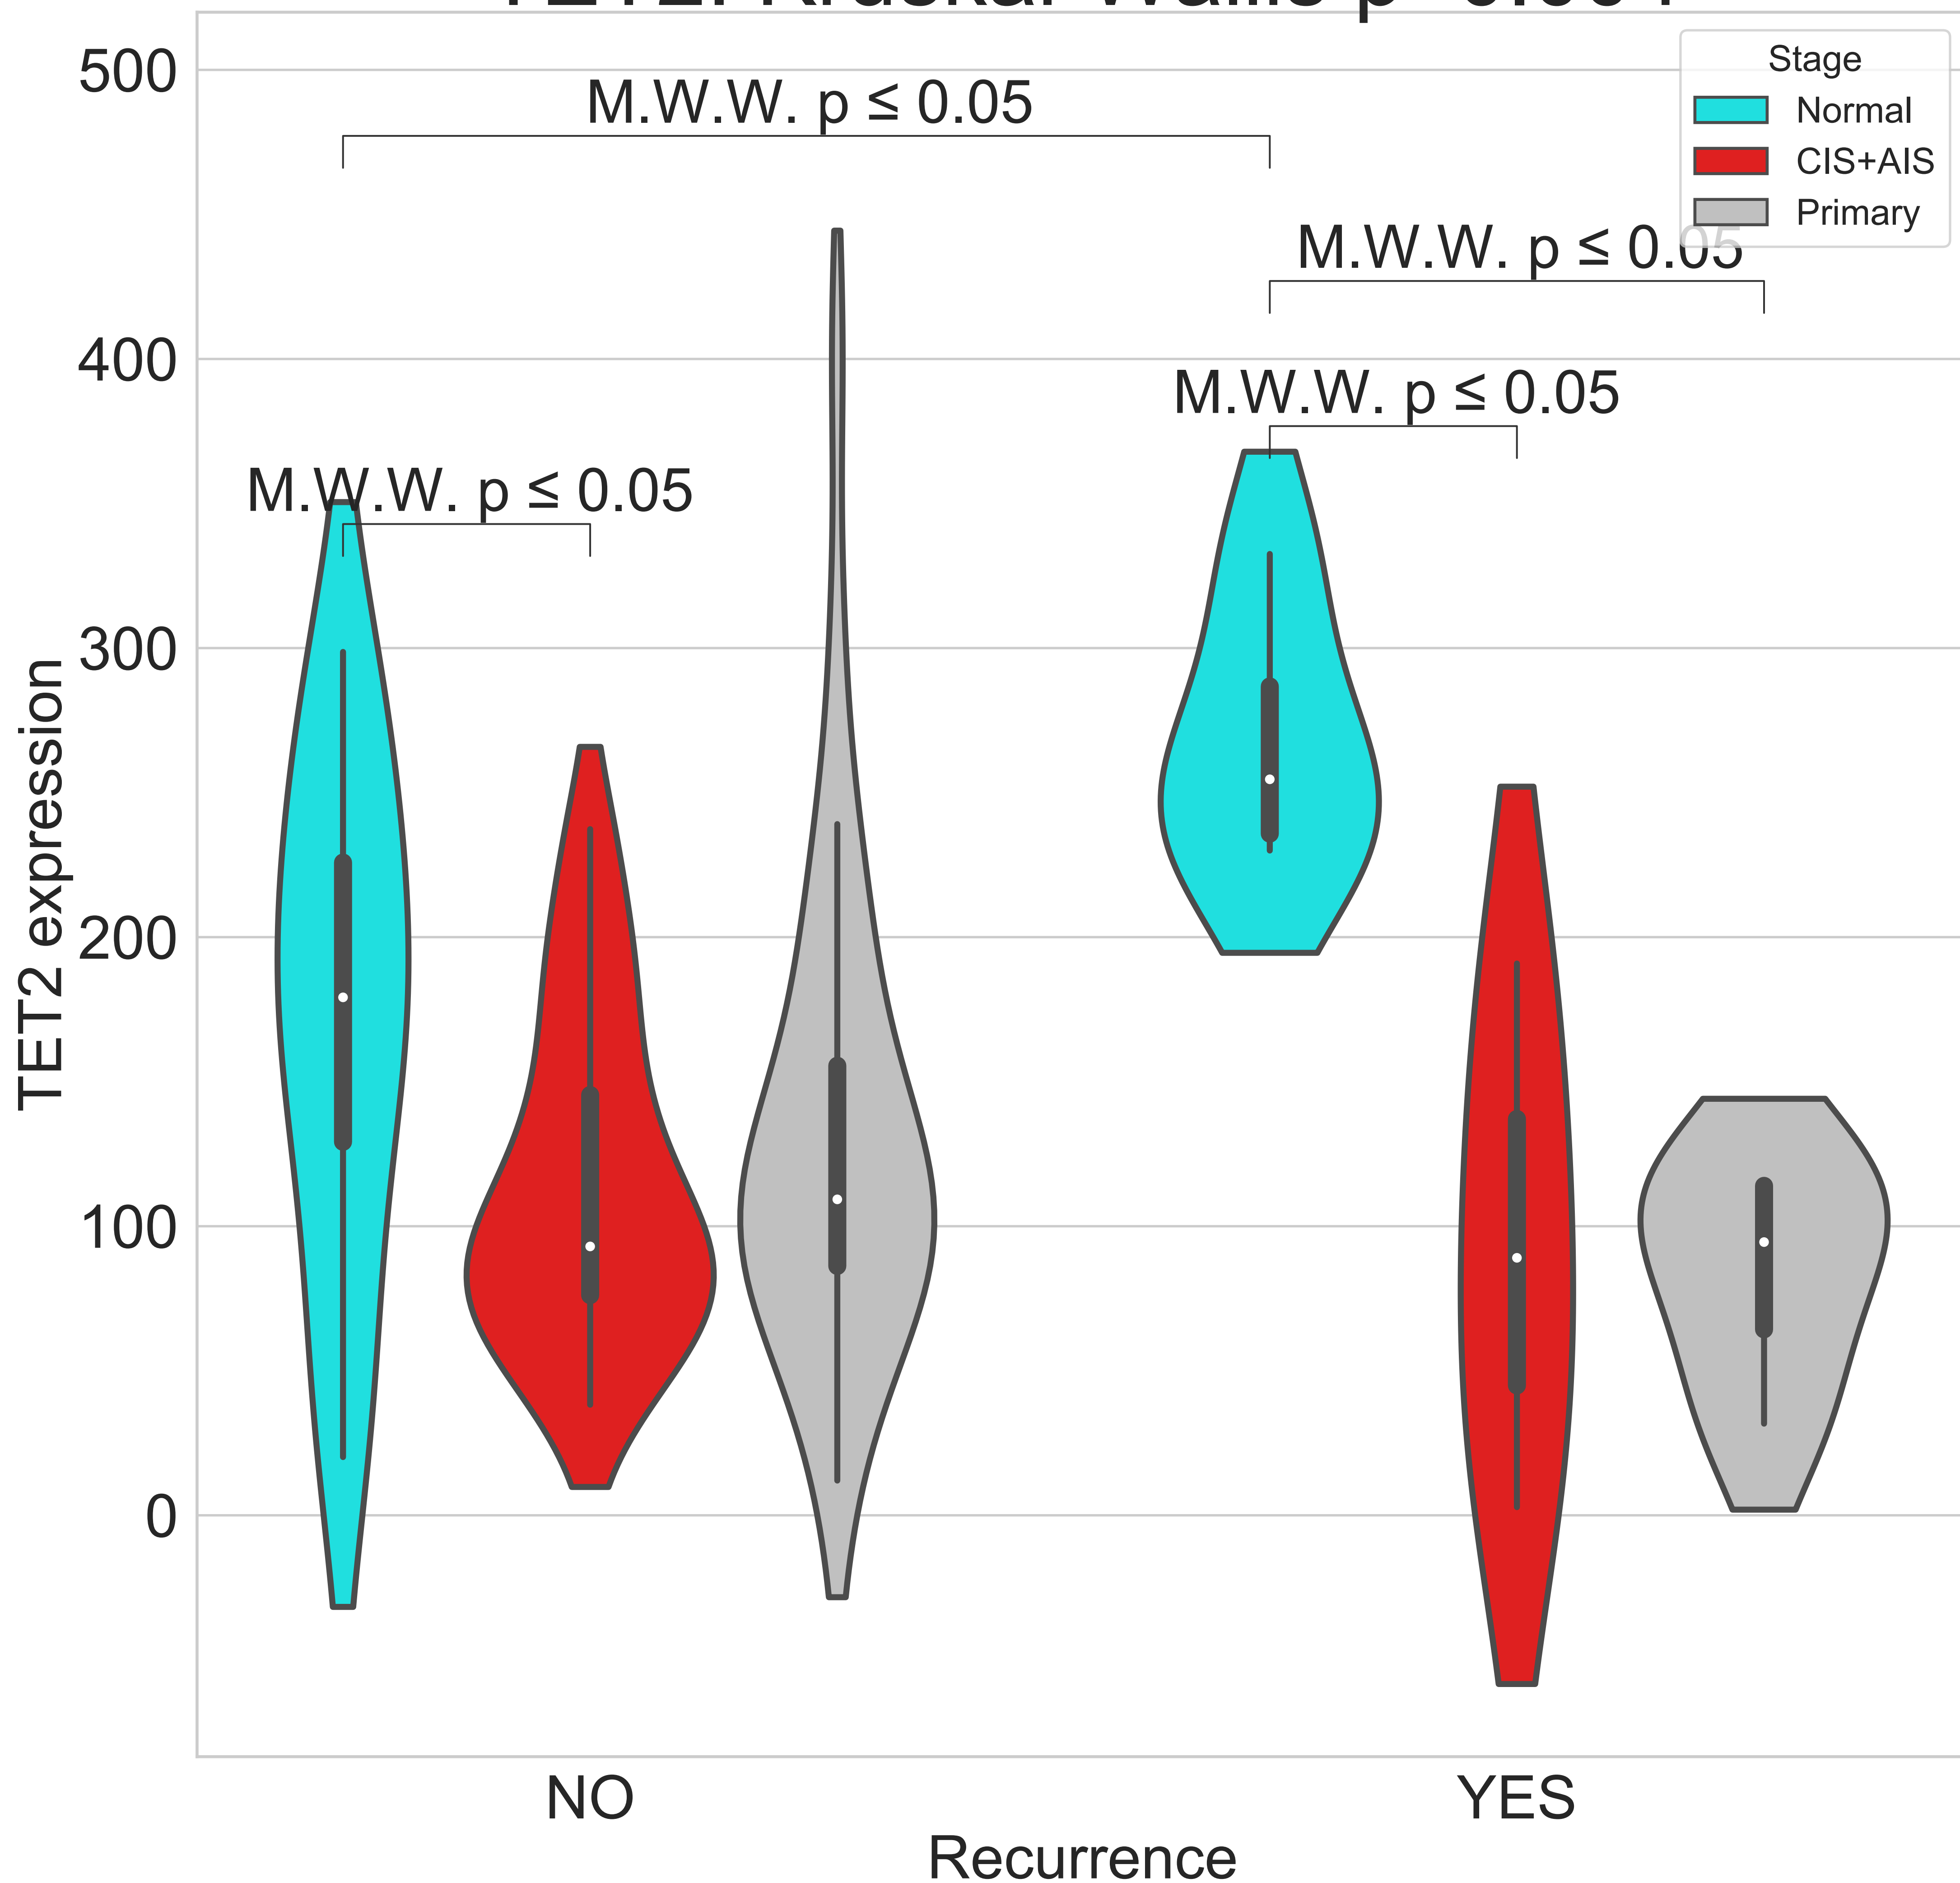 500
400
300
200
100
0
TET2 expression
M.W.W. p ≤ 0.05
M.W.W. p ≤ 0.05
M.W.W. p ≤ 0.05
M.W.W. p ≤ 0.05
Stage
Normal
CIS+AIS
Primary
NO
YES
Recurrence